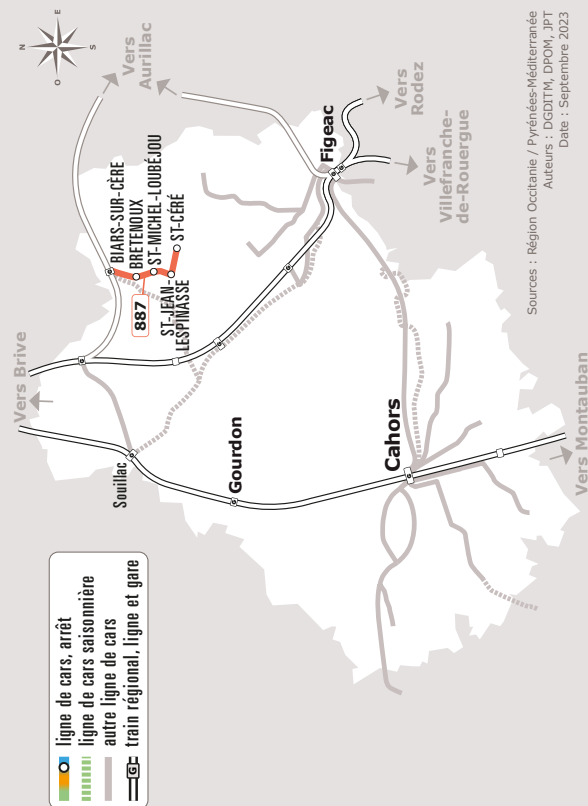 N
E
S
O
Vers
Aurillac
BIARS-SUR-CÈRE
BRETENOUX
ST-MICHEL-LOUBÉJOU
ST-CÉRÉ
ST-JEAN-
LESPINASSE
887
Vers Brive
Souillac
Gourdon
Cahors
Figeac
Vers
Rodez
Vers
Villefranche-
de-Rouergue
Vers Montauban
ligne de cars, arrêt
ligne de cars saisonnière
autre ligne de cars
G train régional, ligne et gare
Sources : Région Occitanie / Pyrénées-Méditerranée
Auteurs : DGDITM, DPOM, JPT
Date : Septembre 2023